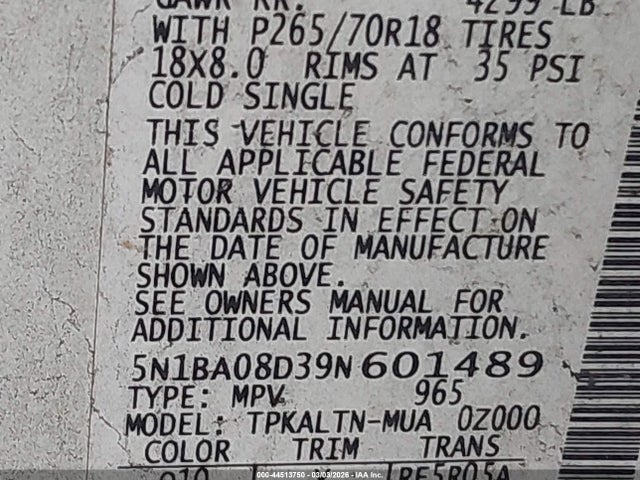 GAWR RR. 4299 LB
WITH P265/70R18 TIRES
18X8.0 RIMS AT 35 PSI
COLD SINGLE
THIS VEHICLE CONFORMS TO
ALL APPLICABLE FEDERAL
MOTOR VEHICLE SAFETY
STANDARDS IN EFFECT ON
THE DATE OF MANUFACTURE
SHOWN ABOVE.
SEE OWNERS MANUAL FOR
ADDITIONAL INFORMATION.
5N1BA08D39N601489
TYPE: MPV 965
MODEL: TPKALTN-MUA 0Z000
COLOR TRIM TRANS
RE5R05A
000-44513750 - 03/03/2026 - IAA Inc.